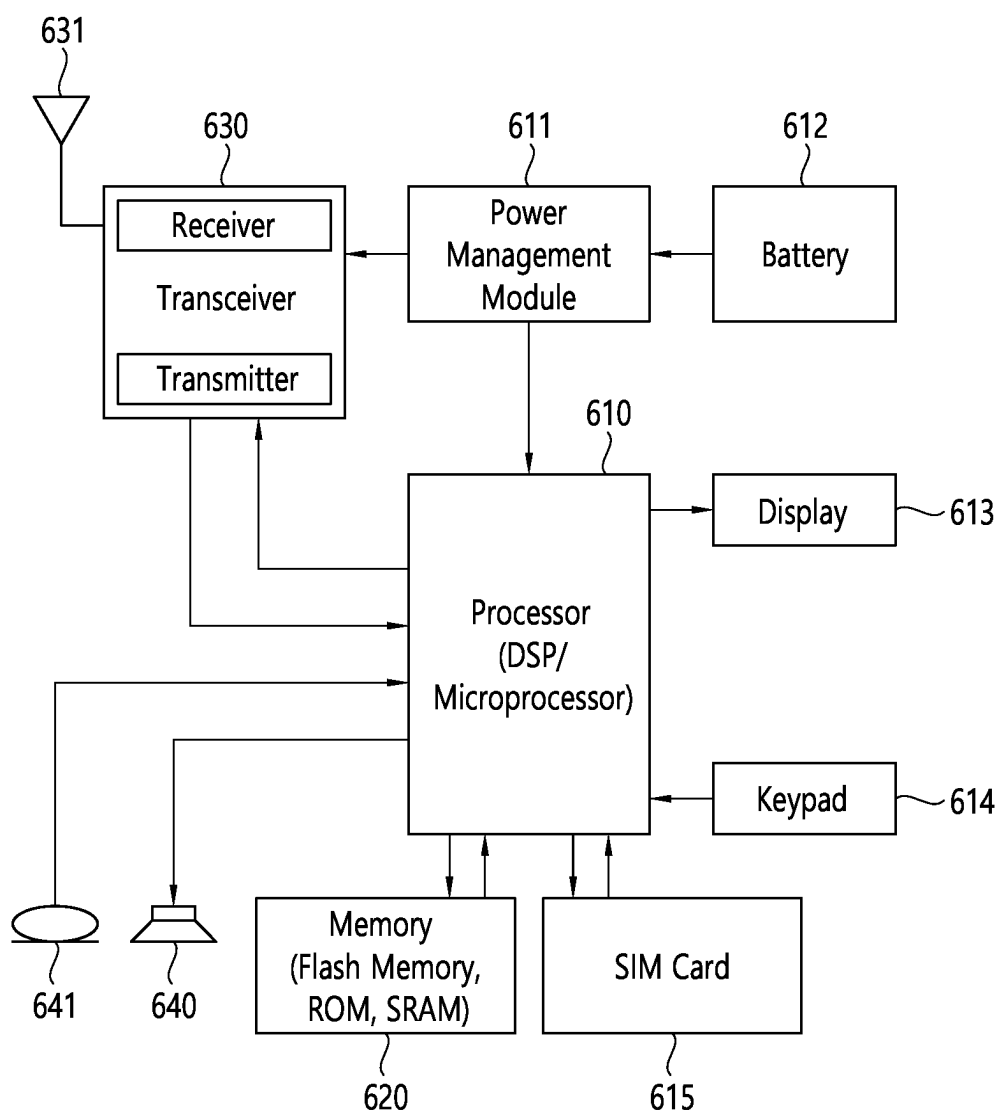 631
630
611
612
Receiver
Transceiver
Transmitter
Power
Management
Module
Battery
610
Display
613
Processor
(DSP/
Microprocessor)
Keypad
614
Memory
(Flash Memory,
ROM, SRAM)
SIM Card
641
640
620
615